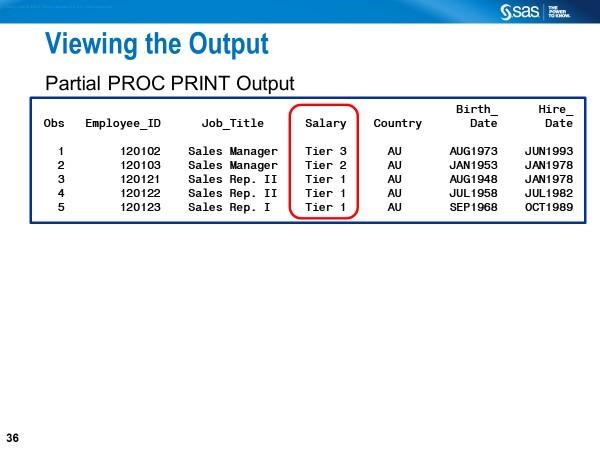 sas THE POWER TO KNOW.
Viewing the Output
Partial PROC PRINT Output
Birth_ Hire_
Obs Employee_ID Job_Title Salary Country Date Date
1 120102 Sales Manager Tier 3 AU AUG1973 JUN1993
2 120103 Sales Manager Tier 2 AU JAN1953 JAN1978
3 120121 Sales Rep. II Tier 1 AU AUG1948 JAN1978
4 120122 Sales Rep. II Tier 1 AU JUL1958 JUL1982
5 120123 Sales Rep. I Tier 1 AU SEP1968 OCT1989
36